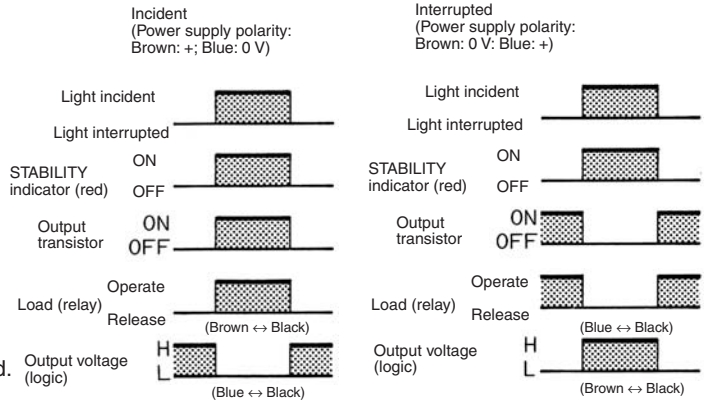 Incident
(Power supply polarity:
Brown: +; Blue: 0 V)
Light incident
Light interrupted
STABILITY
indicator (red)
ON
OFF
Output
transistor
ON
OFF
Load (relay)
Operate
Release
(Brown ↔ Black)
d.
Output voltage
(logic)
H
L
(Blue ↔ Black)
Interrupted
(Power supply polarity:
Brown: 0 V: Blue: +)
Light incident
Light interrupted
STABILITY
indicator (red)
ON
OFF
Output
transistor
ON
OFF
Load (relay)
Operate
Release
(Blue ↔ Black)
Output voltage
(logic)
H
L
(Brown ↔ Black)